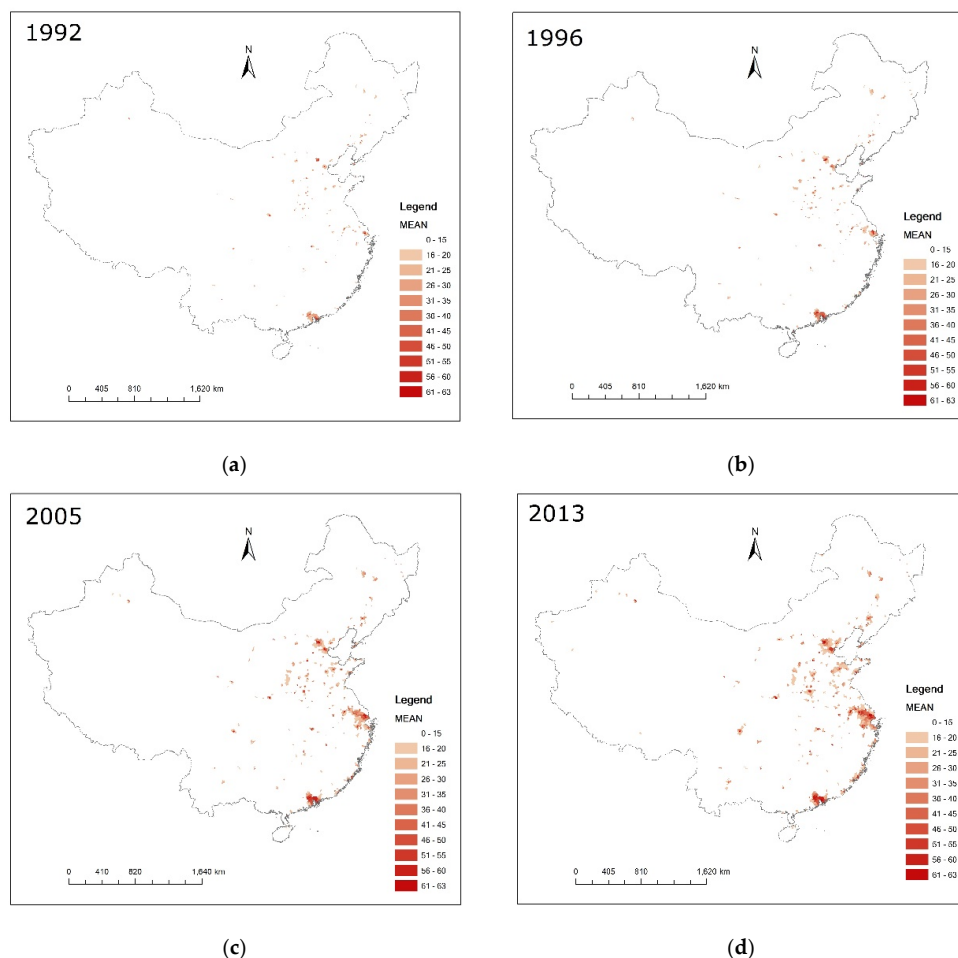 1992
N
Legend
MEAN
0 - 15
16 - 20
21 - 25
26 - 30
31 - 35
36 - 40
41 - 45
46 - 50
51 - 55
56 - 60
61 - 63
0 405 810 1,620 km
(a)
1996
N
Legend
MEAN
0 - 15
16 - 20
21 - 25
26 - 30
31 - 35
36 - 40
41 - 45
46 - 50
51 - 55
56 - 60
61 - 63
0 405 810 1,620 km
(b)
2005
N
Legend
MEAN
0 - 15
16 - 20
21 - 25
26 - 30
31 - 35
36 - 40
41 - 45
46 - 50
51 - 55
56 - 60
61 - 63
0 410 820 1,640 km
(c)
2013
N
Legend
MEAN
0 - 15
16 - 20
21 - 25
26 - 30
31 - 35
36 - 40
41 - 45
46 - 50
51 - 55
56 - 60
61 - 63
0 405 810 1,620 km
(d)